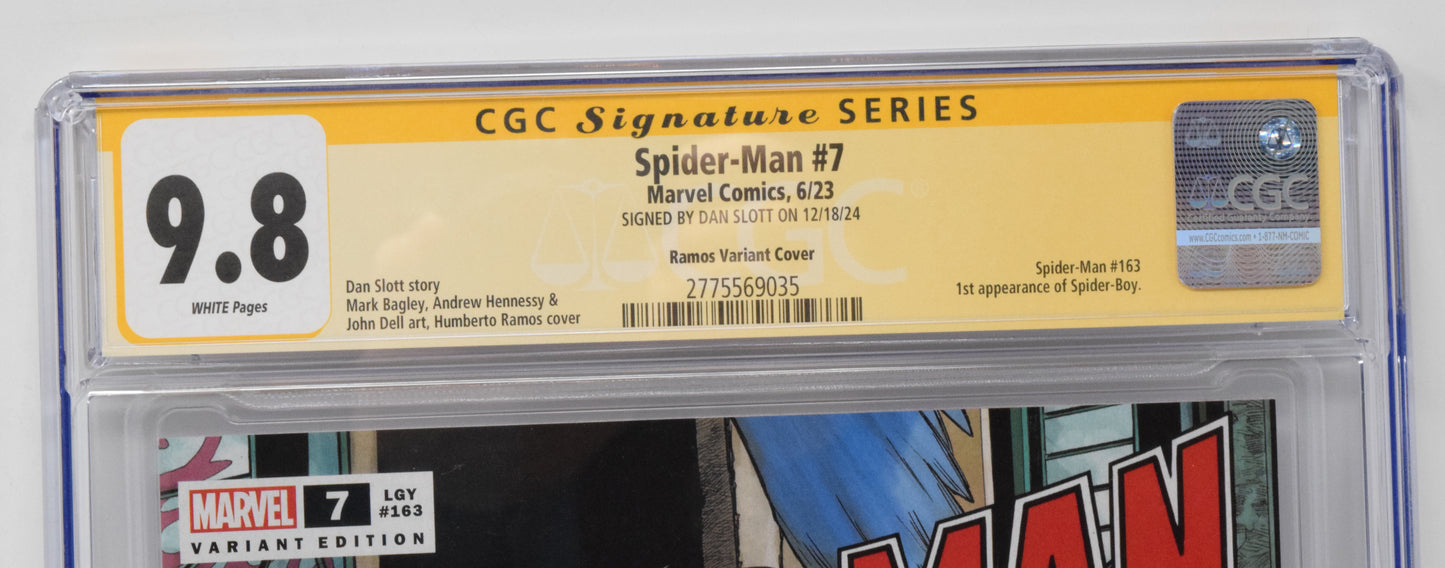 CGC Signature SERIES
9.8
WHITE Pages
Spider-Man #7
Marvel Comics, 6/23
SIGNED BY DAN SLOTT ON 12/18/24
Ramos Variant Cover
2775569035
Dan Slott story
Mark Bagley, Andrew Hennessy &
John Dell art, Humberto Ramos cover
Spider-Man #163
1st appearance of Spider-Boy.
CGC
www.CGCcomics.com • 1-877-NM-COMIC
CGC
MARVEL 7 LGY
#163
VARIANT EDITION
MAN